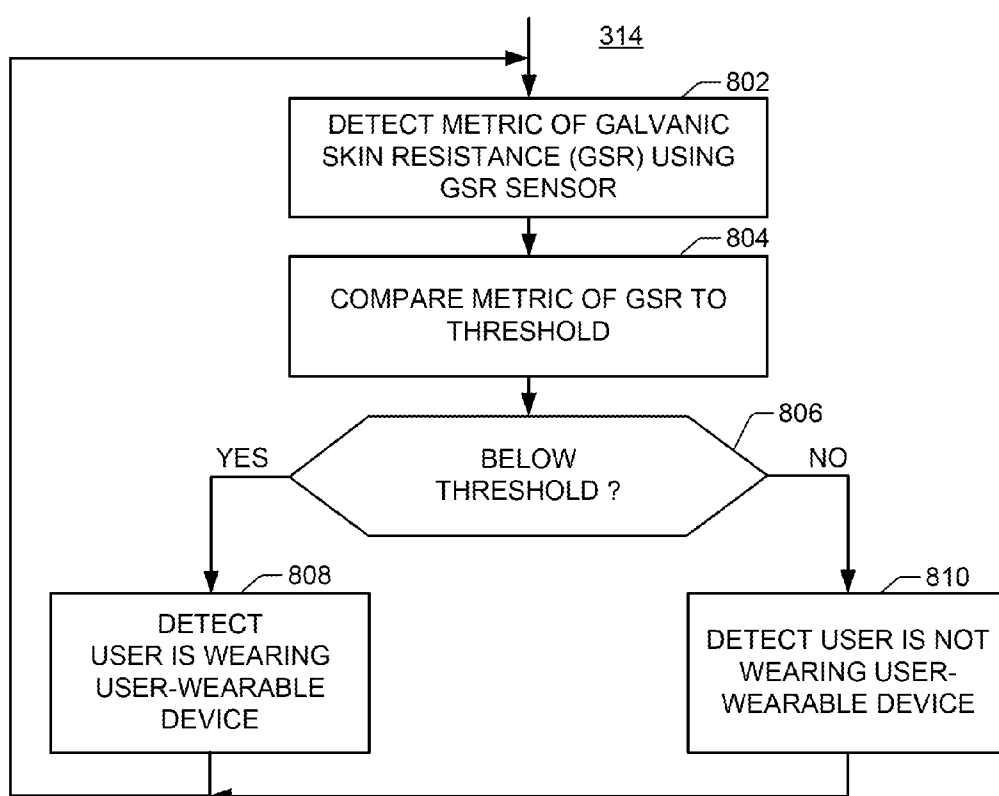 314
802
DETECT METRIC OF GALVANIC
SKIN RESISTANCE (GSR) USING
GSR SENSOR
804
COMPARE METRIC OF GSR TO
THRESHOLD
806
YES
BELOW
THRESHOLD ?
NO
808
DETECT
USER IS WEARING
USER-WEARABLE
DEVICE
810
DETECT USER IS NOT
WEARING USER-
WEARABLE DEVICE